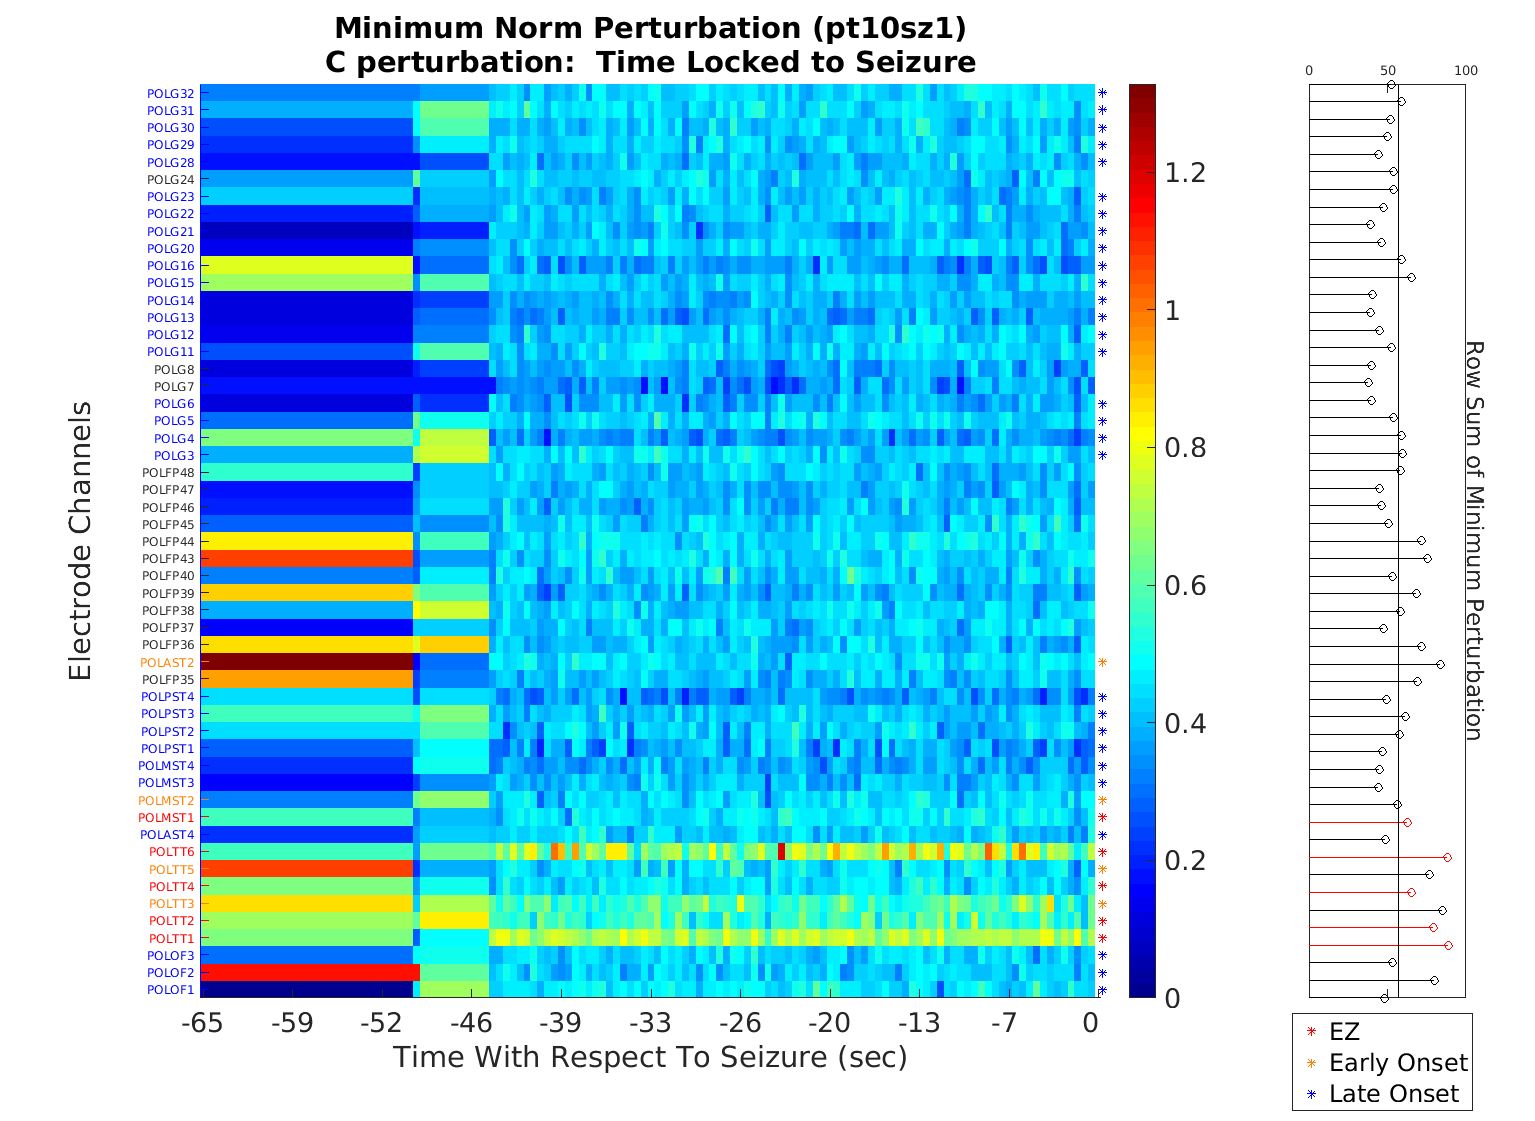 Minimum Norm Perturbation (pt10sz1)
C perturbation:  Time Locked to Seizure
Electrode Channels
POLG32
POLG31
POLG30
POLG29
POLG28
POLG24
POLG23
POLG22
POLG21
POLG20
POLG16
POLG15
POLG14
POLG13
POLG12
POLG11
POLG8
POLG7
POLG6
POLG5
POLG4
POLG3
POLFP48
POLFP47
POLFP46
POLFP45
POLFP44
POLFP43
POLFP40
POLFP39
POLFP38
POLFP37
POLFP36
POLAST2
POLFP35
POLPST4
POLPST3
POLPST2
POLPST1
POLMST4
POLMST3
POLMST2
POLMST1
POLAST4
POLTT6
POLTT5
POLTT4
POLTT3
POLTT2
POLTT1
POLOF3
POLOF2
POLOF1
-65 -59 -52 -46 -39 -33 -26 -20 -13 -7 0
Time With Respect To Seizure (sec)
1.2
1
0.8
0.6
0.4
0.2
0
0 50 100
Row Sum of Minimum Perturbation
EZ
Early Onset
Late Onset